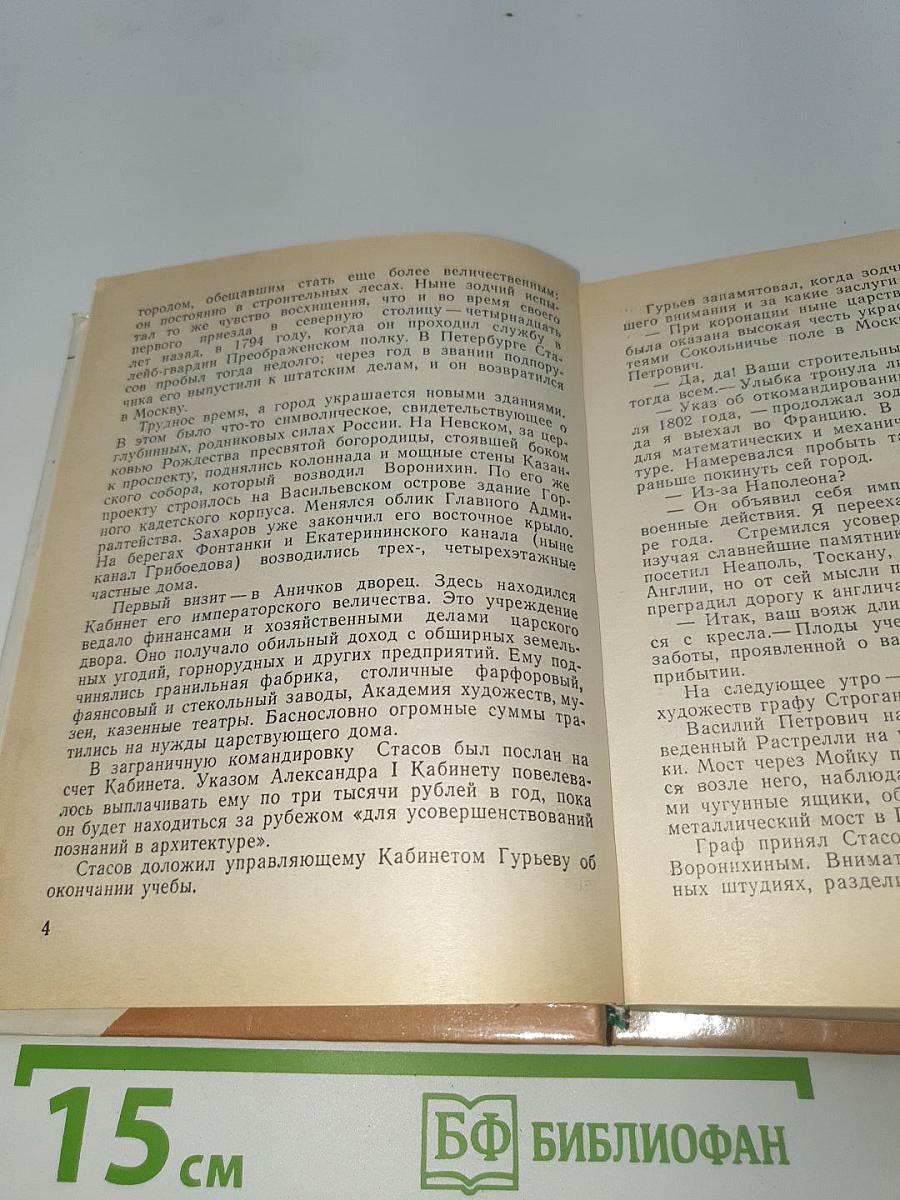 городом, обещавшим стать еще более величественным;
он постоянно в строительных лесах. Ныне зодчий испы-
тал то же чувство восхищения, что и во время своего
первого приезда в северную столицу — четырнадцать
лет назад, в 1794 году, когда он проходил службу в
лейб-гвардии Преображенском полку. В Петербурге Ста-
сов пробыл тогда недолго; через год в звании подпору-
чика его выпустили к штатским делам, и он возвратился
в Москву.
Трудное время, а город украшается новыми зданиями.
В этом было что-то символическое, свидетельствующее о
глубинных, родниковых силах России. На Невском, за цер-
ковью Рождества пресвятой богородицы, стоявшей боком
к проспекту, поднялись колоннада и мощные стены Казан-
ского собора, который возводил Воронихин. По его же
проекту строилось на Васильевском острове здание Гор-
ного кадетского корпуса. Менялся облик Главного Адми-
ралтейства. Захаров уже закончил его восточное крыло.
На берегах Фонтанки и Екатерининского канала (ныне
канал Грибоедова) возводились трех-, четырехэтажные
частные дома.
Первый визит — в Аничков дворец. Здесь находился
Кабинет его императорского величества. Это учреждение
ведало финансами и хозяйственными делами царского
двора. Оно получало обильный доход с обширных земель-
ных угодий, горнорудных и других предприятий. Ему под-
чинялись гранильная фабрика, столичные фарфоровый,
фаянсовый и стекольный заводы, Академия художеств, му-
зеи, казенные театры. Баснословно огромные суммы тра-
тились на нужды царствующего дома.
В заграничную командировку Стасов был послан на
счет Кабинета. Указом Александра I Кабинету повелева-
лось выплачивать ему по три тысячи рублей в год, пока
он будет находиться за рубежом «для усовершенствований
познаний в архитектуре».
Стасов доложил управляющему Кабинетом Гурьеву об
окончании учебы.
4
Гурьев запамятовал, когда зодчи
шего внимания и за какие заслуги
— При коронации ныне царств
была оказана высокая честь украс
теями Сокольничье поле в Москв
Петрович.
— Да, да! Ваши строительны
тогда всем.— Улыбка тронула ли
— Указ об откомандировани
ля 1802 года, — продолжал зод
да я выехал во Францию. В
для математических и механич
туре. Намеревался пробыть та
раньше покинуть сей город.
— Из-за Наполеона?
— Он объявил себя имп
военные действия. Я переехa
ре года. Стремился усовер
изучая славнейшие памятник
посетил Неаполь, Тоскану,
Англии, но от сей мысли п
преградил дорогу к англича
— Итак, ваш вояж дли
ся с кресла.— Плоды уче
заботы, проявленной о ва
прибытии.
На следующее утро —
художеств графу Строган
Василий Петрович на
веденный Растрелли на у
ки. Мост через Мойку п
ся возле него, наблюда
ми чугунные ящики, об
металлический мост в П
Граф принял Стасо
Воронихиным. Внимат
ных штудиях, раздели
15 см
БФ БИБЛИОФАН